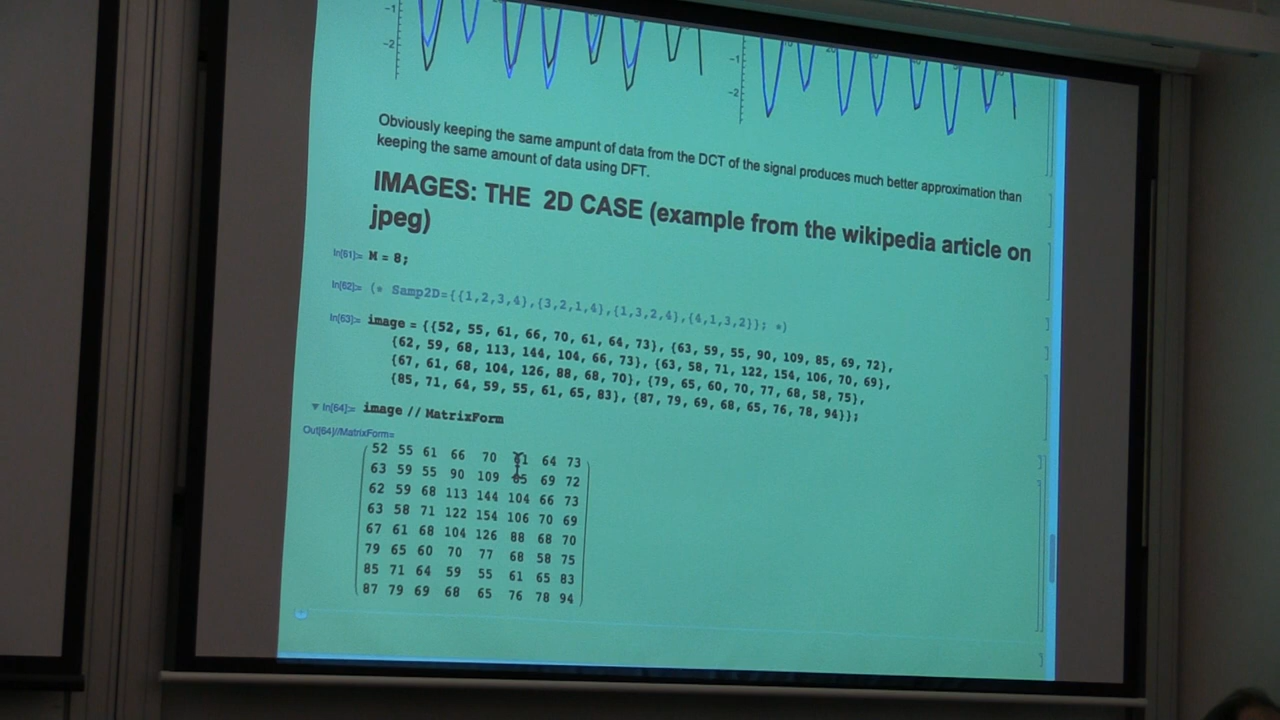 -1
-2
-1
-2
Obviously keeping the same ampunt of data from the DCT of the signal produces much better approximation than
keeping the same amount of data using DFT.
IMAGES: THE 2D CASE (example from the wikipedia article on
jpeg)
In[61]:= M = 8;
In[62]:= (* Samp2D={{1,2,3,4},{3,2,1,4},{1,3,2,4},{4,1,3,2}}; *)
In[63]:= image = {{52, 55, 61, 66, 70, 61, 64, 73}, {63, 59, 55, 90, 109, 85, 69, 72},
{62, 59, 68, 113, 144, 104, 66, 73}, {63, 58, 71, 122, 154, 106, 70, 69},
{67, 61, 68, 104, 126, 88, 68, 70}, {79, 65, 60, 70, 77, 68, 58, 75},
{85, 71, 64, 59, 55, 61, 65, 83}, {87, 79, 69, 68, 65, 76, 78, 94}};
In[64]:= image // MatrixForm
Out[64]//MatrixForm=
52 55 61 66 70 61 64 73
63 59 55 90 109 85 69 72
62 59 68 113 144 104 66 73
63 58 71 122 154 106 70 69
67 61 68 104 126 88 68 70
79 65 60 70 77 68 58 75
85 71 64 59 55 61 65 83
87 79 69 68 65 76 78 94